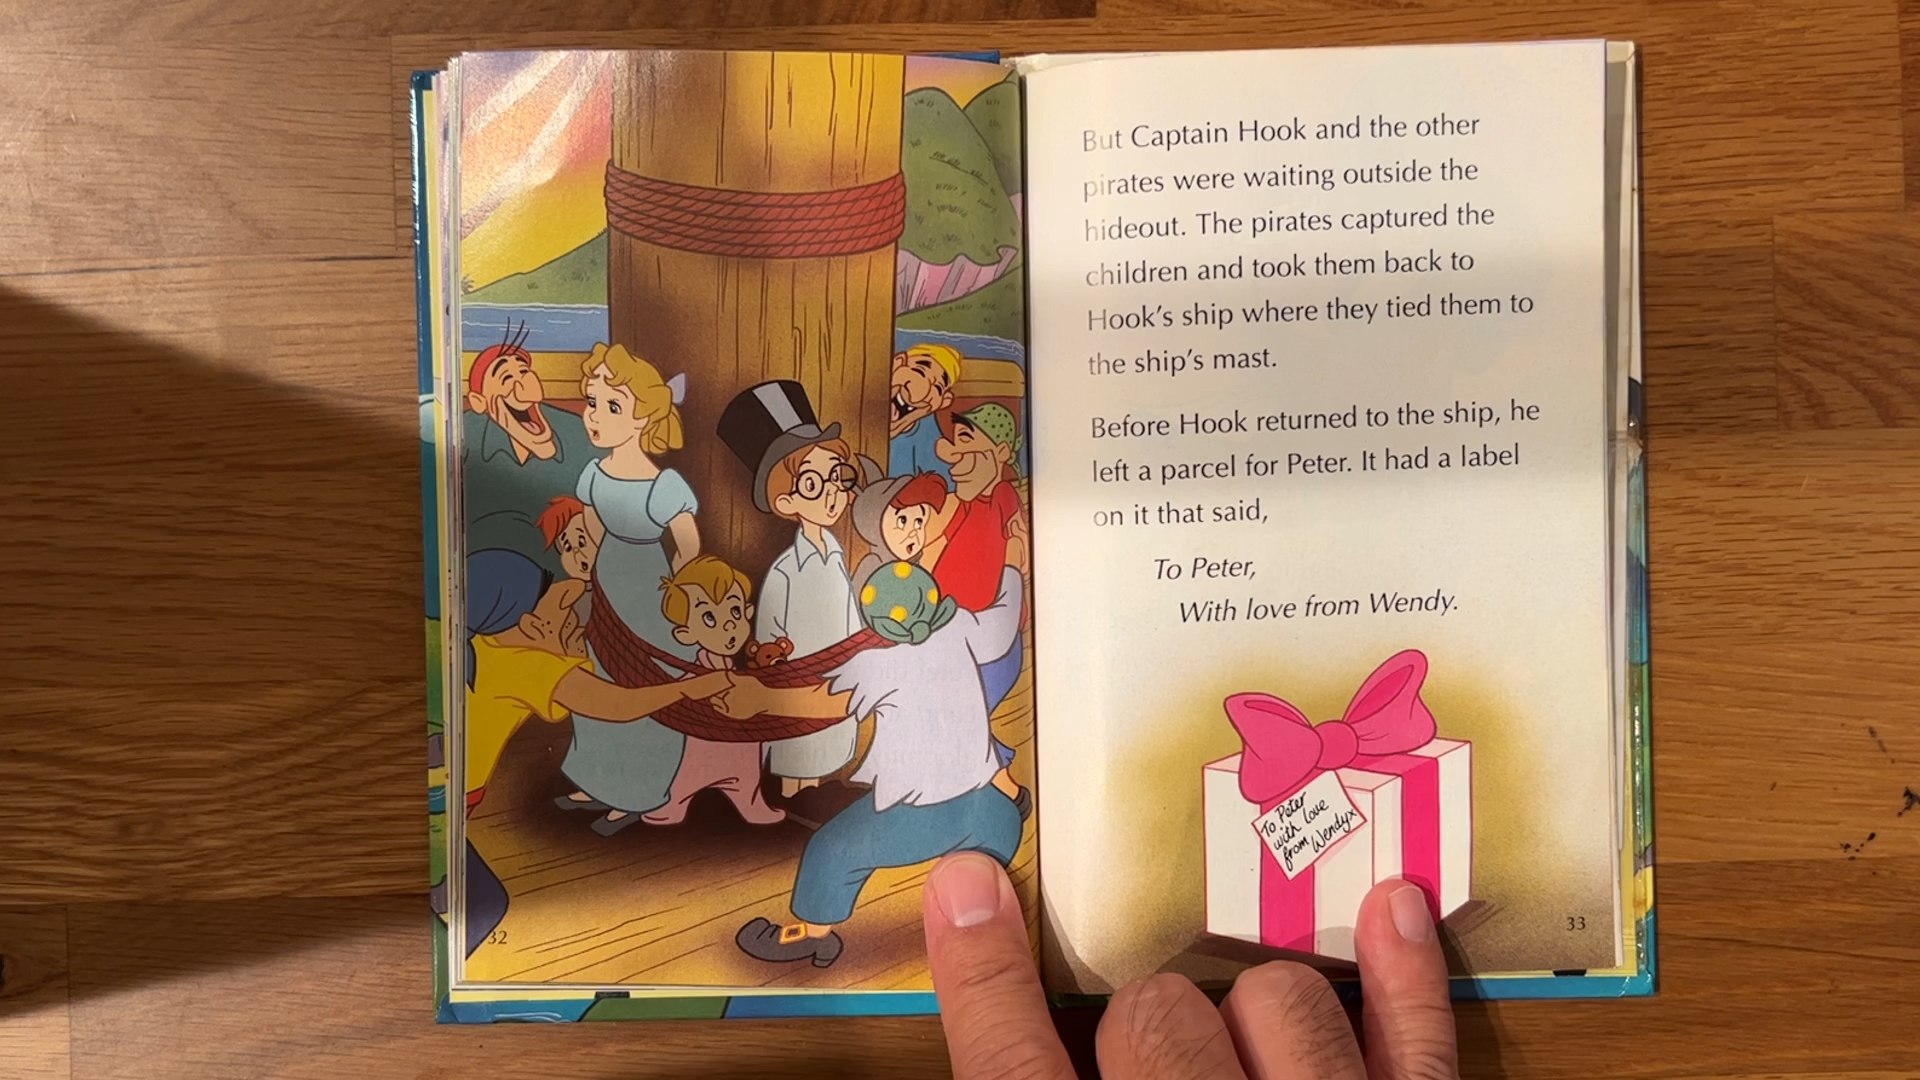 But Captain Hook and the other
pirates were waiting outside the
hideout. The pirates captured the
children and took them back to
Hook's ship where they tied them to
the ship's mast.
Before Hook returned to the ship, he
left a parcel for Peter. It had a label
on it that said,
To Peter,
With love from Wendy.
To Peter
with love
from Wendyx
32
33